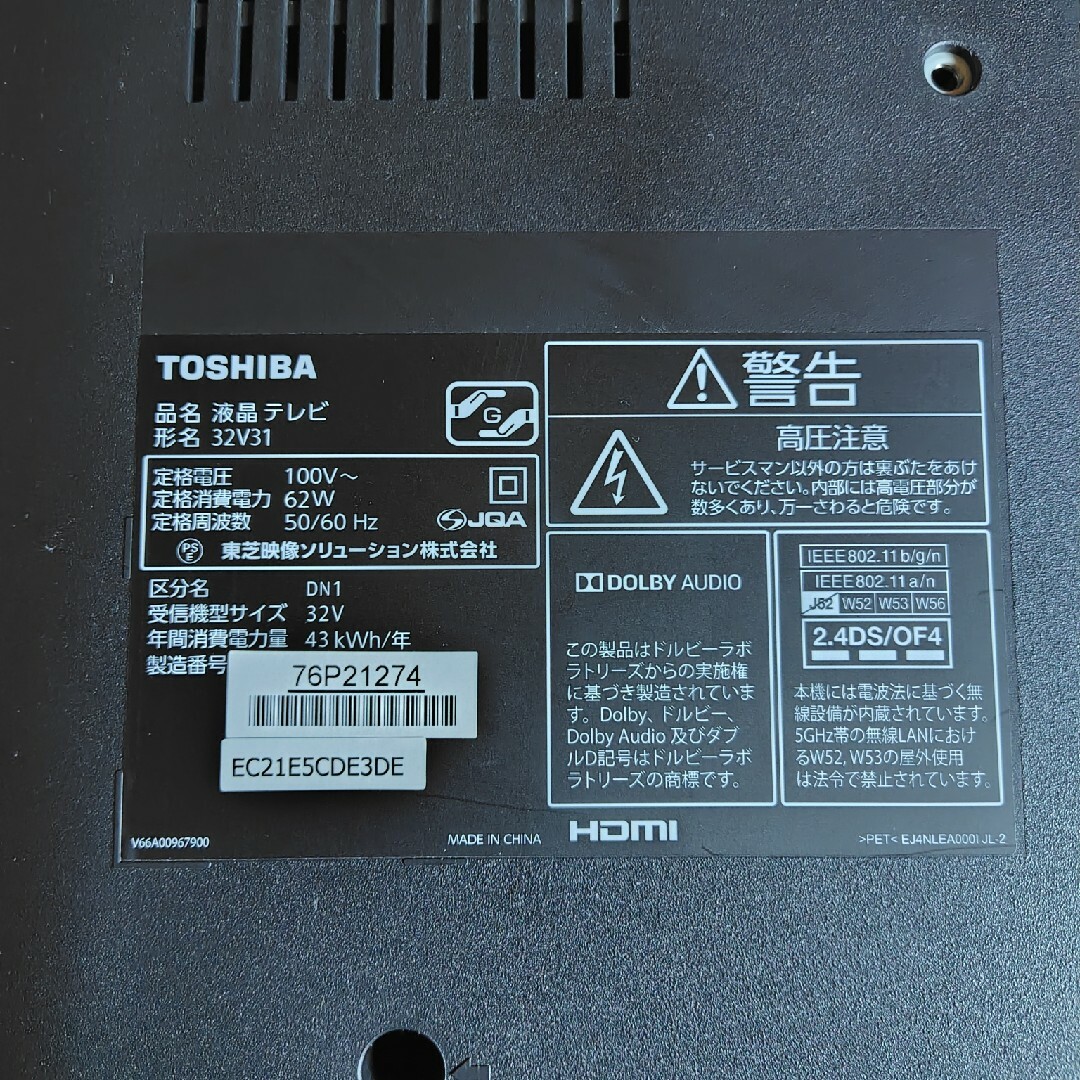 TOSHIBA
品名 液晶テレビ
形名 32V31
G
定格電圧 100V～
定格消費電力 62W
定格周波数 50/60 Hz
JQA
PSE 東芝映像ソリューション株式会社
区分名 DN1
受信機型サイズ 32V
年間消費電力量 43kWh/年
製造番号
76P21274
EC21E5CDE3DE
V66A00967900
MADE IN CHINA
警告
高圧注意
サービスマン以外の方は裏ぶたをあけ
ないでください。内部には高電圧部分が
数多くあり、万一さわると危険です。
DOLBY AUDIO
この製品はドルビーラボ
ラトリーズからの実施権
に基づき製造されていま
す。Dolby、ドルビー、
Dolby Audio 及びダブ
ルD記号はドルビーラボ
ラトリーズの商標です。
IEEE802.11b/g/n
IEEE802.11a/n
J52 W52 W53 W56
2.4DS/OF4
本機には電波法に基づく無
線設備が内蔵されています。
5GHz帯の無線LANにおけ
るW52, W53の屋外使用
は法令で禁止されています。
HDMI
>PET< EJ4NLEA0001 JL-2